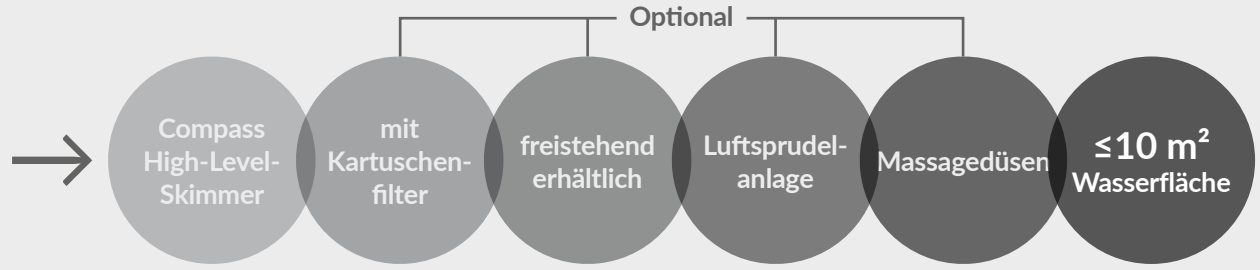 Optional
Compass
High-Level-
Skimmer
mit
Kartuschen-
filter
freistehend
erhältlich
Luftsprudel-
anlage
Massagedüsen
≤10 m²
Wasserfläche